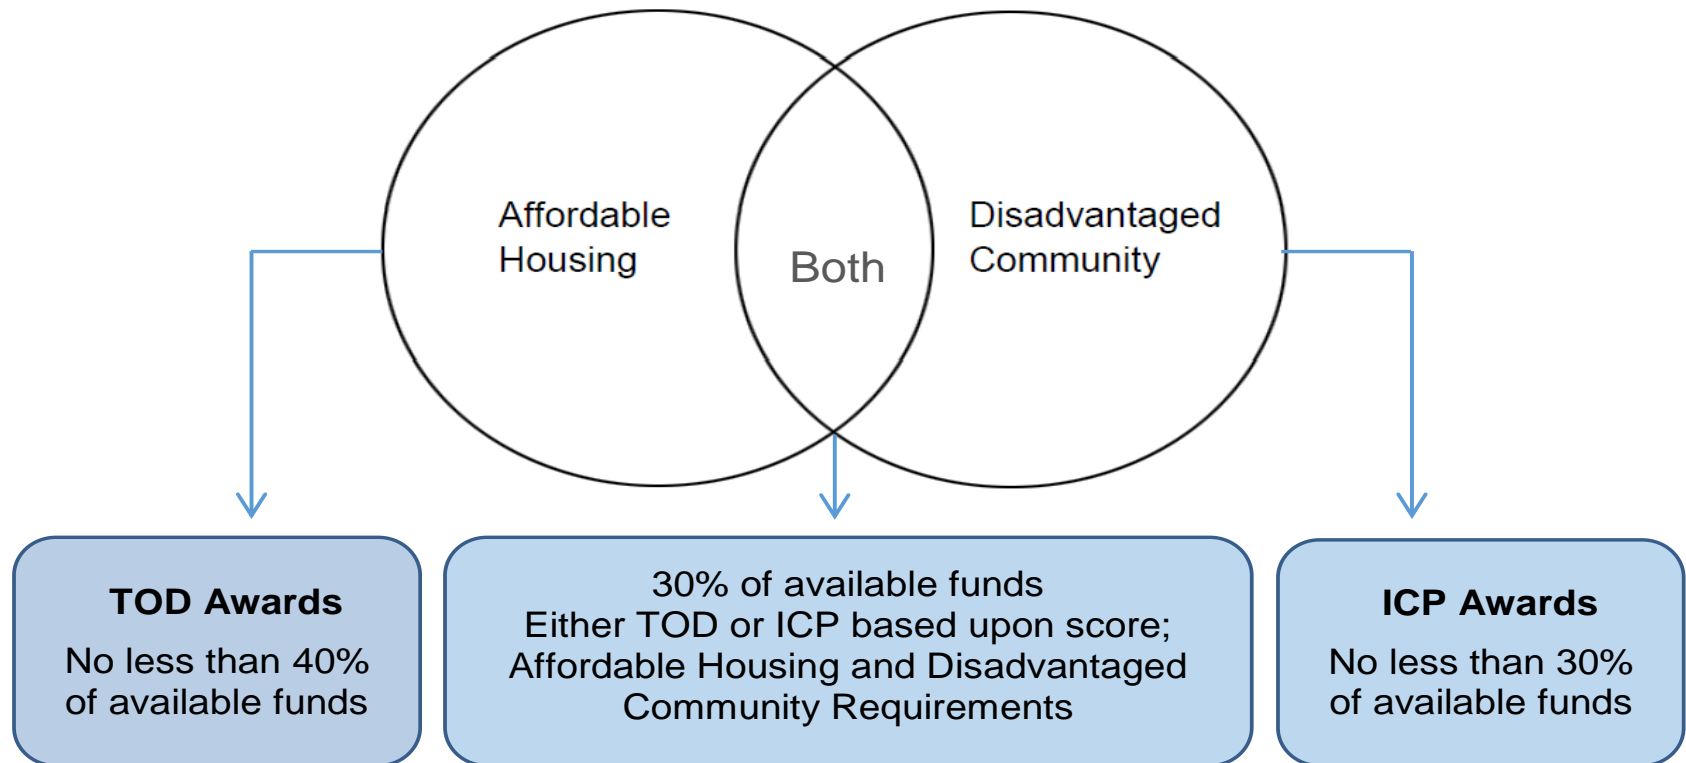 Affordable
Housing
Both
Disadvantaged
Community
TOD Awards
No less than 40%
of available funds
30% of available funds
Either TOD or ICP based upon score;
Affordable Housing and Disadvantaged
Community Requirements
ICP Awards
No less than 30%
of available funds